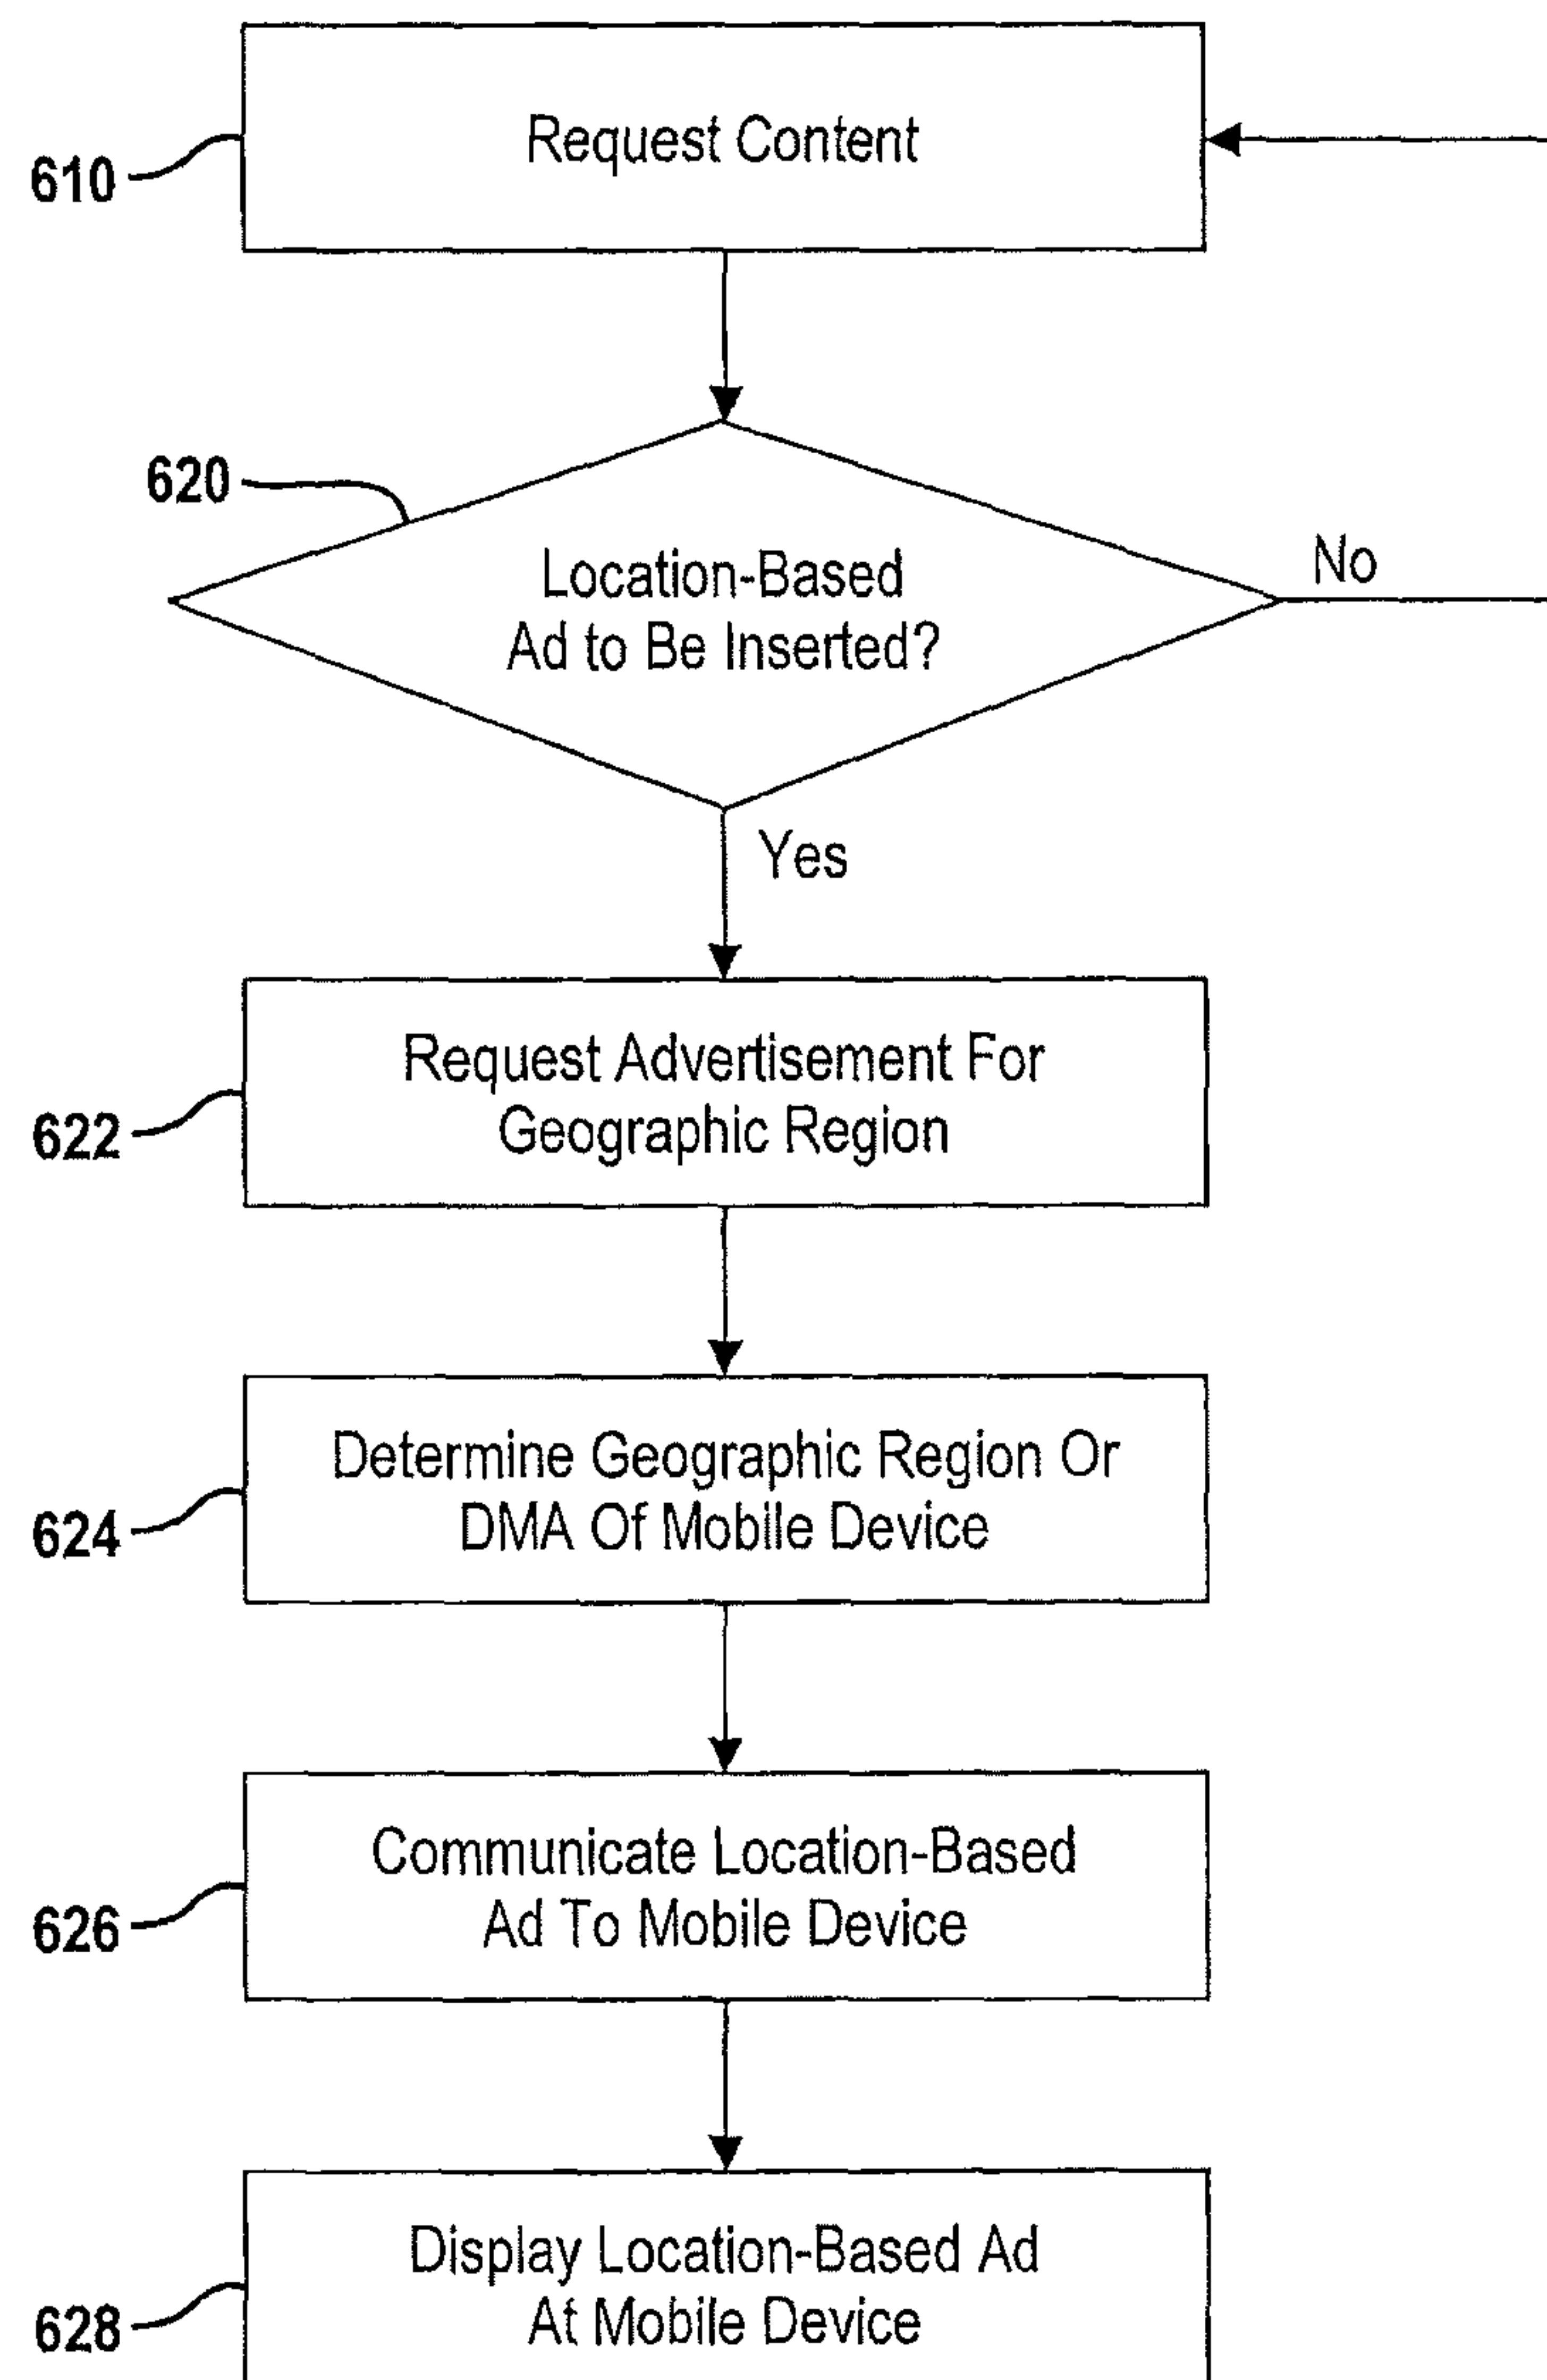 Request Content
610
620
Location-Based
Ad to Be Inserted?
No
Yes
Request Advertisement For
Geographic Region
622
Determine Geographic Region Or
DMA Of Mobile Device
624
Communicate Location-Based
Ad To Mobile Device
626
Display Location-Based Ad
At Mobile Device
628